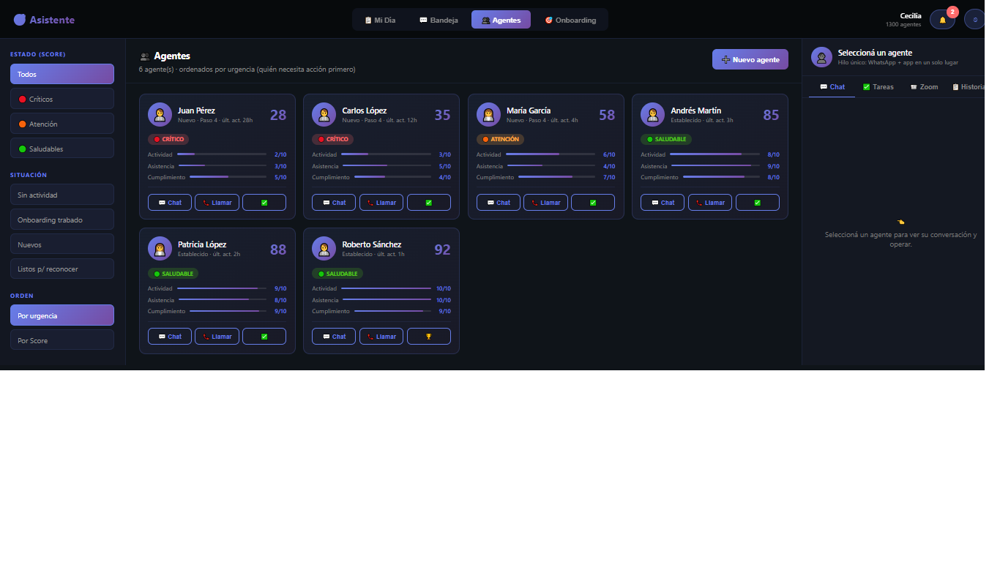 Asistente
Mi Día
Bandeja
Agentes
Onboarding
Cecilia
1300 agentes
2
ESTADO (SCORE)
Todos
Críticos
Atención
Saludables
SITUACIÓN
Sin actividad
Onboarding trabado
Nuevos
Listos p/ reconocer
ORDEN
Por urgencia
Por Score
Agentes
6 agente(s) · ordenados por urgencia (quién necesita acción primero)
Nuevo agente
Juan Pérez
Nuevo · Paso 4 · últ. act. 28h
28
CRÍTICO
Actividad 2/10
Asistencia 3/10
Cumplimiento 5/10
Chat
Llamar
Carlos López
Nuevo · Paso 4 · últ. act. 12h
35
CRÍTICO
Actividad 3/10
Asistencia 5/10
Cumplimiento 4/10
Chat
Llamar
María García
Nuevo · Paso 4 · últ. act. 4h
58
ATENCIÓN
Actividad 6/10
Asistencia 4/10
Cumplimiento 7/10
Chat
Llamar
Andrés Martín
Establecido · últ. act. 3h
85
SALUDABLE
Actividad 8/10
Asistencia 9/10
Cumplimiento 8/10
Chat
Llamar
Patricia López
Establecido · últ. act. 2h
88
SALUDABLE
Actividad 9/10
Asistencia 8/10
Cumplimiento 9/10
Chat
Llamar
Roberto Sánchez
Establecido · últ. act. 1h
92
SALUDABLE
Actividad 10/10
Asistencia 10/10
Cumplimiento 9/10
Chat
Llamar
Seleccioná un agente
Hilo único: WhatsApp + app en un solo lugar
Chat
Tareas
Zoom
Historia
Seleccioná un agente para ver su conversación y
operar.